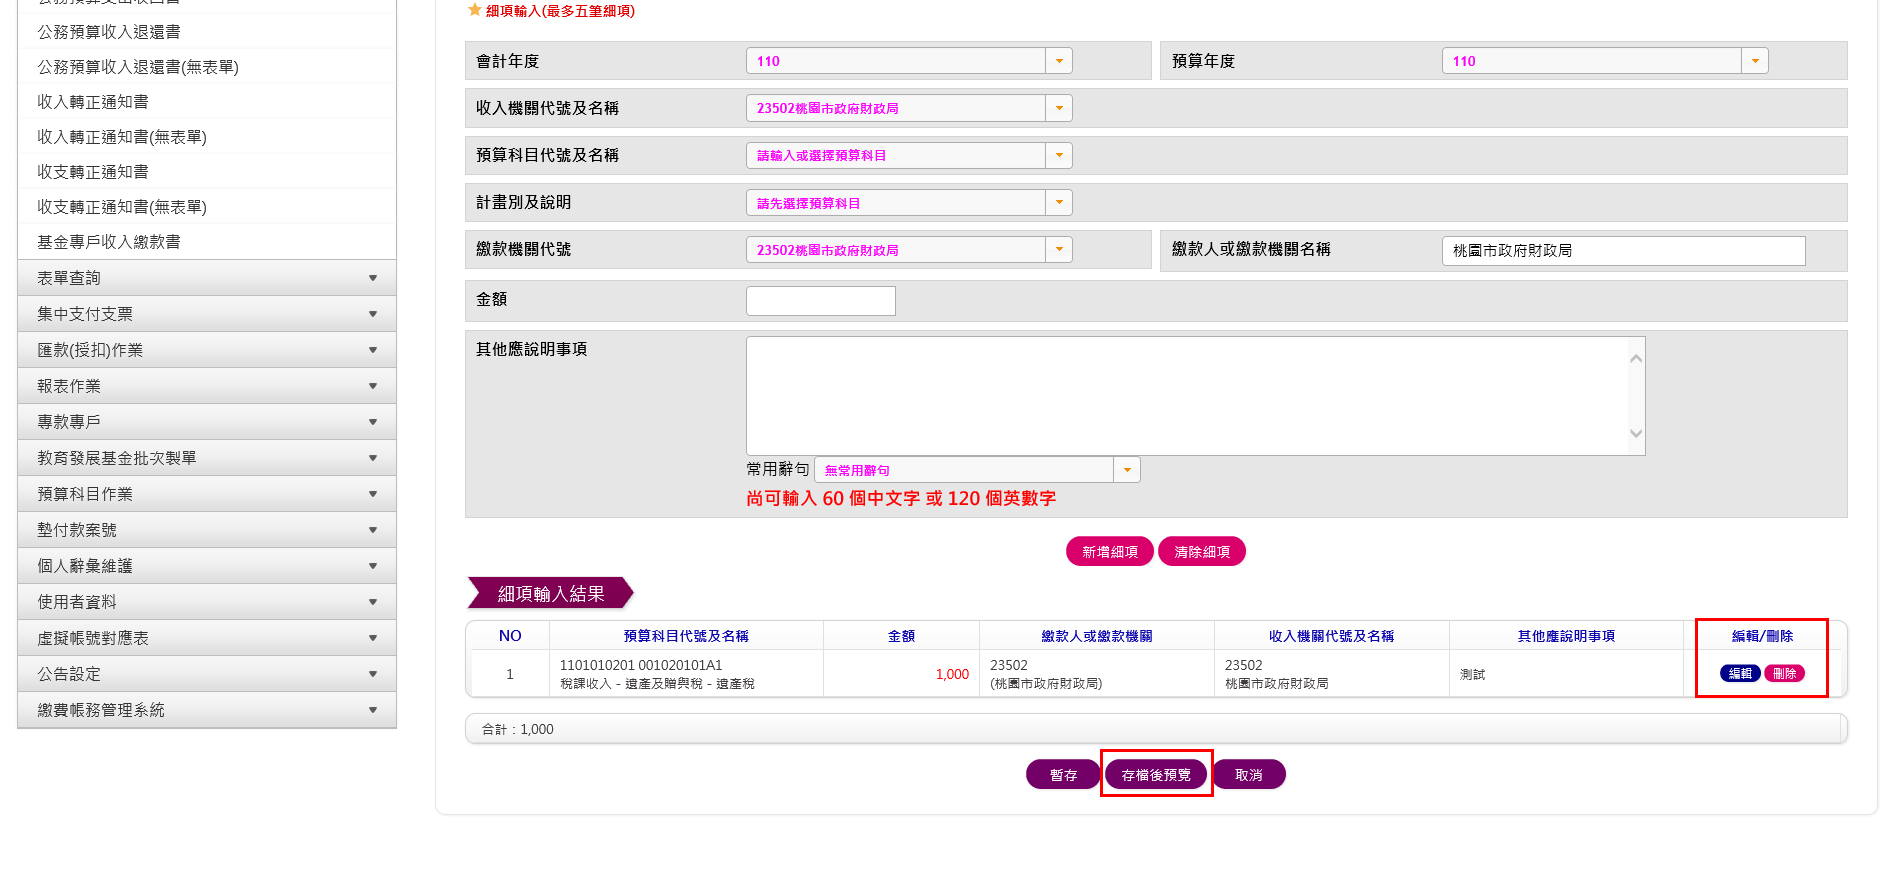 公務預算收入退還書
公務預算收入退還書(無表單)
收入轉正通知書
收入轉正通知書(無表單)
收支轉正通知書
收支轉正通知書(無表單)
基金專戶收入繳款書
表單查詢
集中支付支票
匯款(授扣)作業
報表作業
專款專戶
教育發展基金批次製單
預算科目作業
墊付款案號
個人辭彙維護
使用者資料
虛擬帳號對應表
公告設定
繳費帳務管理系統
細項輸入(最多五筆細項)
會計年度 110 預算年度 110
收入機關代號及名稱 23502桃園市政府財政局
預算科目代號及名稱 請輸入或選擇預算科目
計畫別及說明 請先選擇預算科目
繳款機關代號 23502桃園市政府財政局 繳款人或繳款機關名稱 桃園市政府財政局
金額
其他應說明事項
常用辭句 無常用辭句
尚可輸入 60 個中文字 或 120 個英數字
新增細項 清除細項
細項輸入結果
NO 預算科目代號及名稱 金額 繳款人或繳款機關 收入機關代號及名稱 其他應說明事項 編輯/刪除
1 1101010201 001020101A1 1,000 23502 23502 測試 編輯 刪除
稅課收入 - 遺產及贈與稅 - 遺產稅 (桃園市政府財政局) 桃園市政府財政局
合計 : 1,000
暫存 存檔後預覽 取消